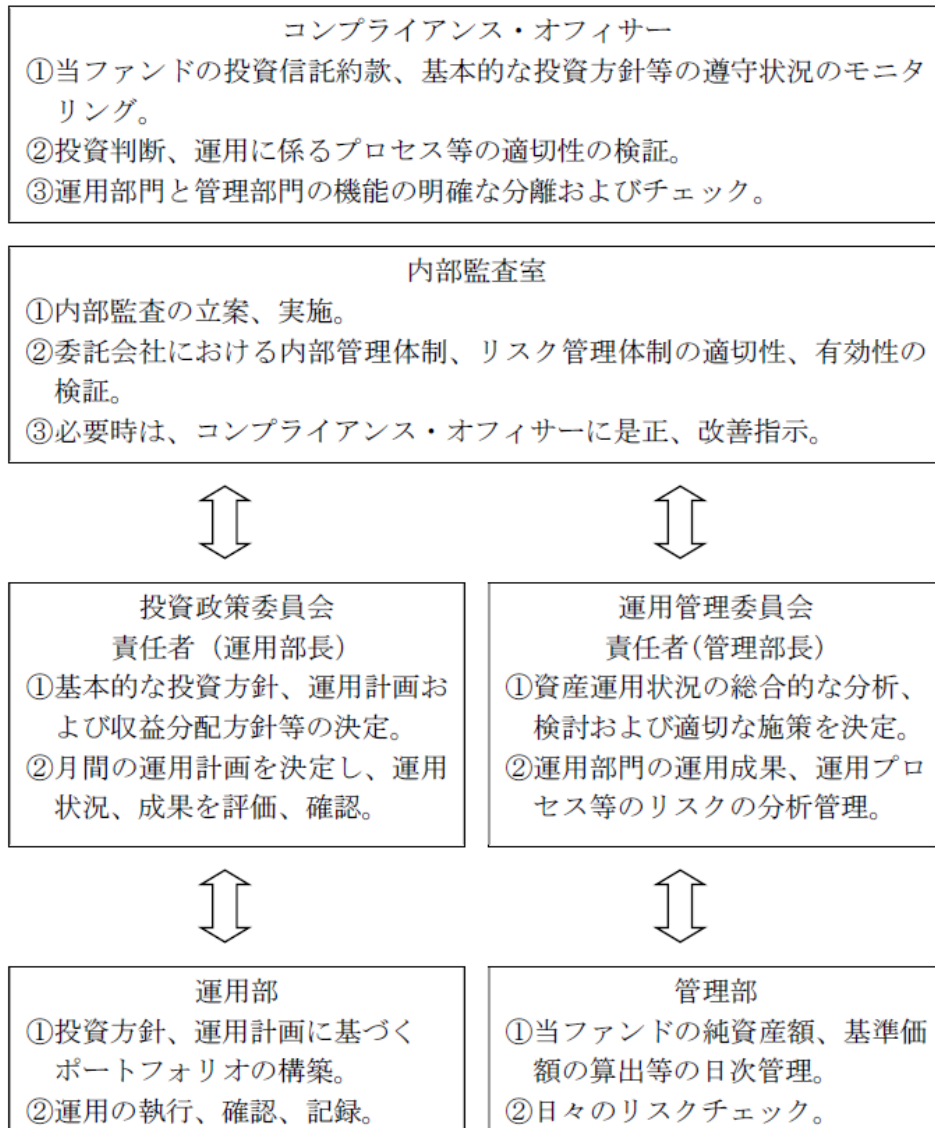 コンプライアンス・オフィサー
①当ファンドの投資信託約款、基本的な投資方針等の遵守状況のモニタ
リング。
②投資判断、運用に係るプロセス等の適切性の検証。
③運用部門と管理部門の機能の明確な分離およびチェック。
内部監査室
①内部監査の立案、実施。
②委託会社における内部管理体制、リスク管理体制の適切性、有効性の
検証。
③必要時は、コンプライアンス・オフィサーに是正、改善指示。
投資政策委員会
責任者（運用部長）
①基本的な投資方針、運用計画お
よび収益分配方針等の決定。
②月間の運用計画を決定し、運用
状況、成果を評価、確認。
運用管理委員会
責任者(管理部長)
①資産運用状況の総合的な分析、
検討および適切な施策を決定。
②運用部門の運用成果、運用プロ
セス等のリスクの分析管理。
運用部
①投資方針、運用計画に基づく
ポートフォリオの構築。
②運用の執行、確認、記録。
管理部
①当ファンドの純資産額、基準価
額の算出等の日次管理。
②日々のリスクチェック。